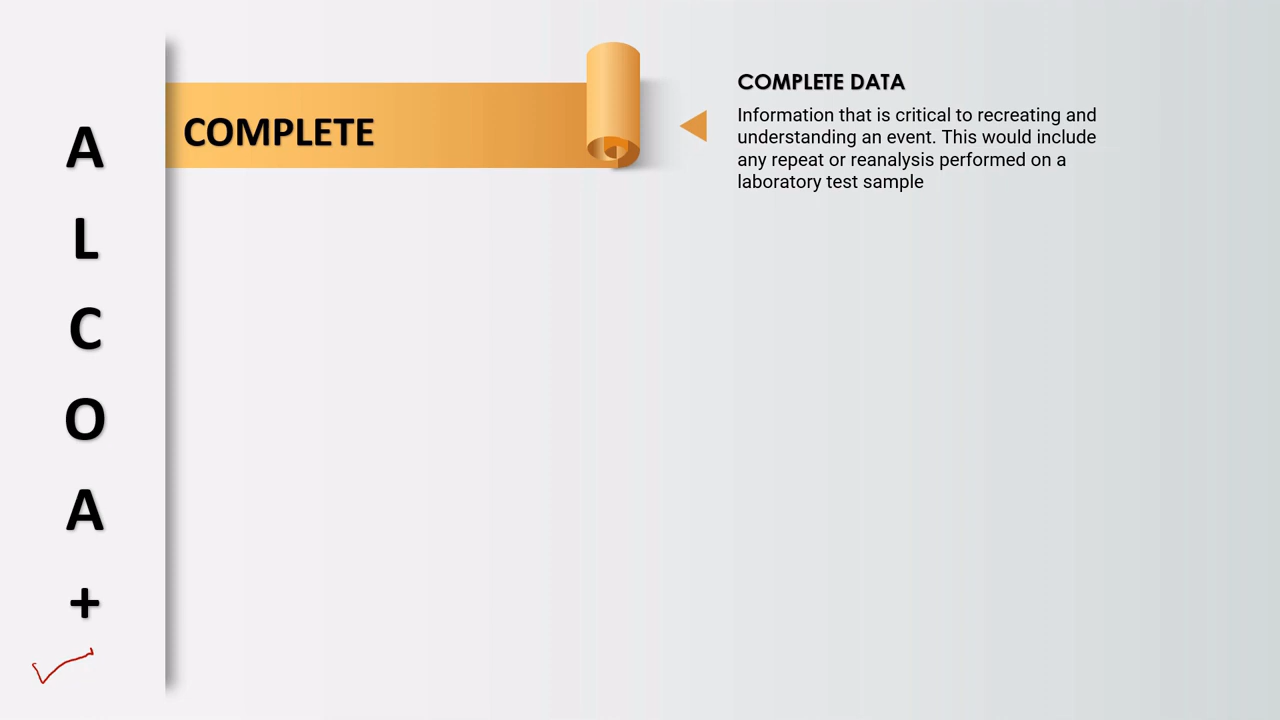 A
L
C
O
A
+
COMPLETE
COMPLETE DATA
Information that is critical to recreating and
understanding an event. This would include
any repeat or reanalysis performed on a
laboratory test sample